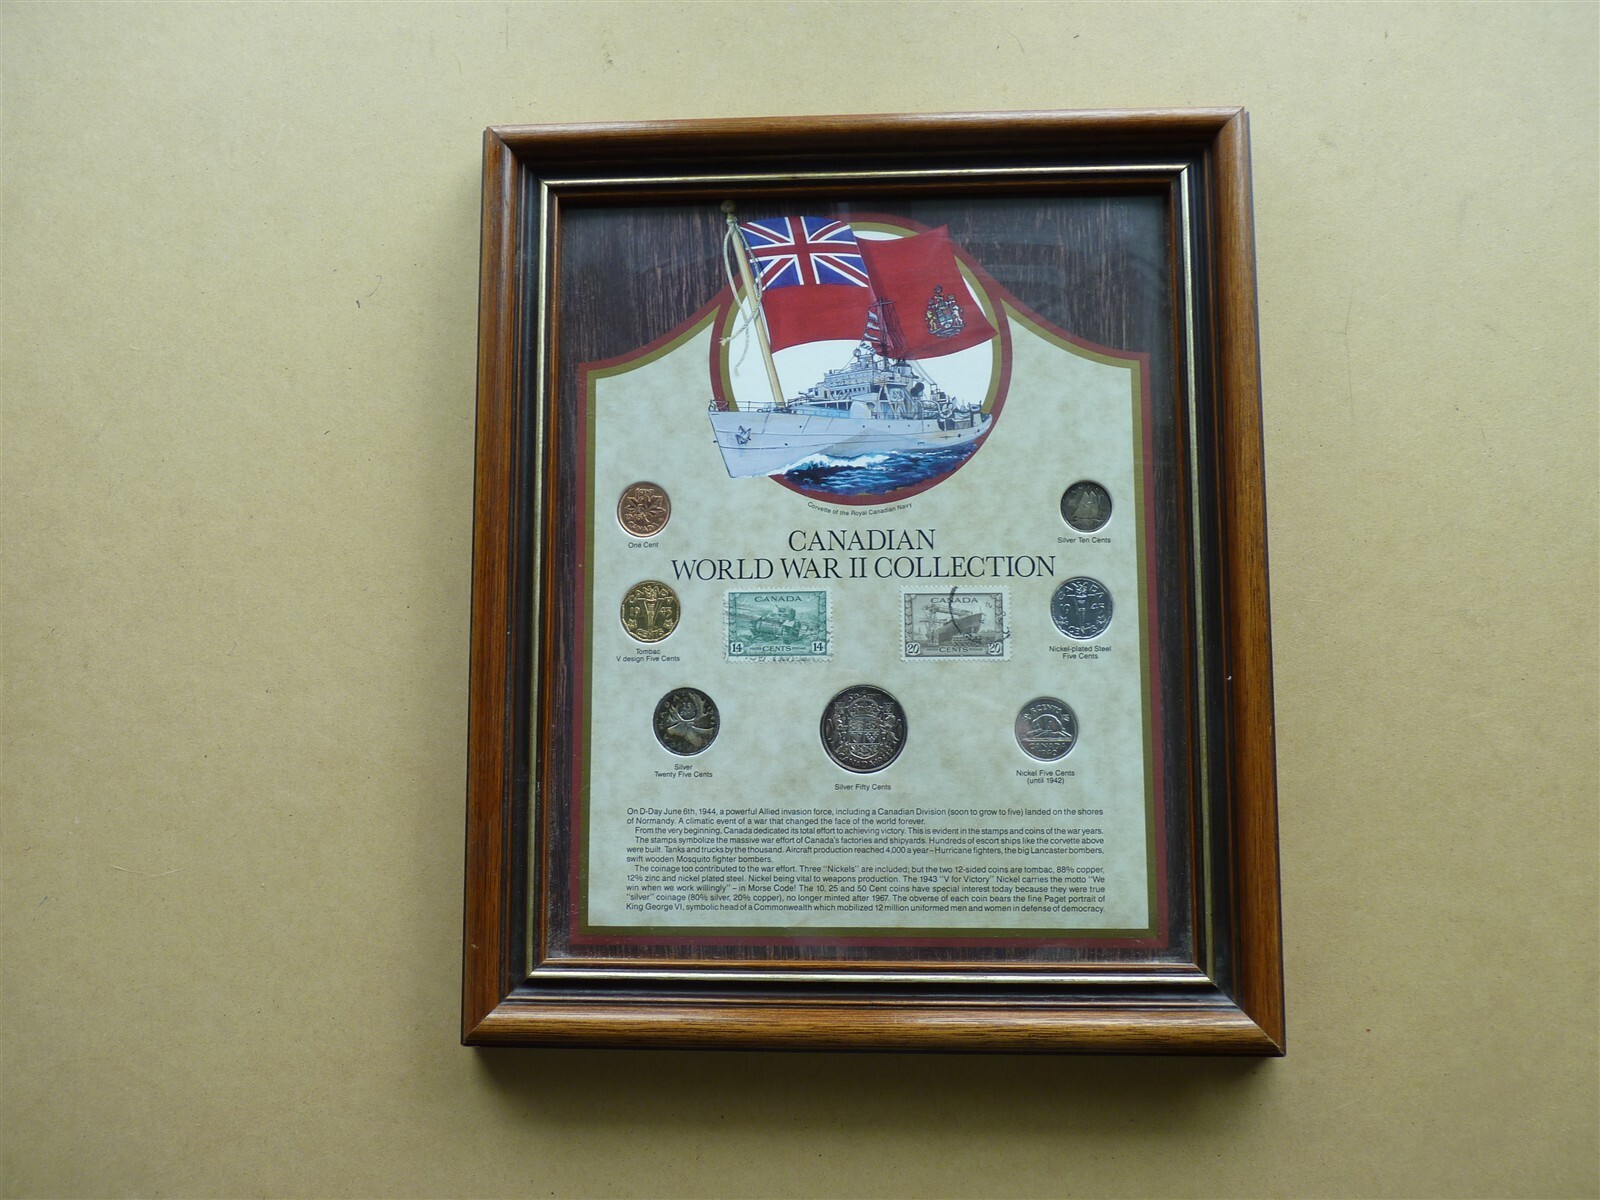 Corvette of the Royal Canadian Navy
CANADIAN
WORLD WAR II COLLECTION
One Cent
Silver Ten Cents
CANADA
14 CENTS 14
CANADA
20 CENTS 20
19 43
CENTS
Tombac
V design Five Cents
CANADA
19 45
CENTS
Nickel-plated Steel
Five Cents
Silver
Twenty Five Cents
Silver Fifty Cents
5 CENTS
CANADA
Nickel Five Cents
(until 1942)
On D-Day June 6th, 1944, a powerful Allied invasion force, including a Canadian Division (soon to grow to five) landed on the shores
of Normandy. A climatic event of a war that changed the face of the world forever.
From the very beginning, Canada dedicated its total effort to achieving victory. This is evident in the stamps and coins of the war years.
The stamps symbolize the massive war effort of Canada's factories and shipyards. Hundreds of escort ships like the corvette above
were built. Tanks and trucks by the thousand. Aircraft production reached 4,000 a year–Hurricane fighters, the big Lancaster bombers,
swift wooden Mosquito fighter bombers.
The coinage too contributed to the war effort. Three "Nickels" are included; but the two 12-sided coins are tombac, 88% copper,
12% zinc and nickel plated steel. Nickel being vital to weapons production. The 1943 "V for Victory" Nickel carries the motto "We
win when we work willingly" – in Morse Code! The 10, 25 and 50 Cent coins have special interest today because they were true
"silver" coinage (80% silver, 20% copper), no longer minted after 1967. The obverse of each coin bears the fine Paget portrait of
King George VI, symbolic head of a Commonwealth which mobilized 12 million uniformed men and women in defense of democracy.